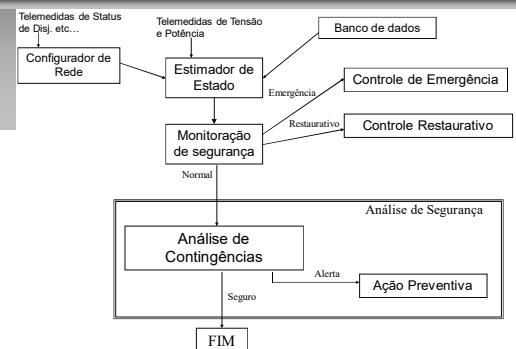 Telemedidas de Status
de Disj. etc...
Telemedidas de Tensão
e Potência
Banco de dados
Configurador de
Rede
Estimador de
Estado
Emergência
Controle de Emergência
Restaurativo
Controle Restaurativo
Monitoração
de segurança
Normal
Análise de Segurança
Análise de
Contingências
Alerta
Ação Preventiva
Seguro
FIM